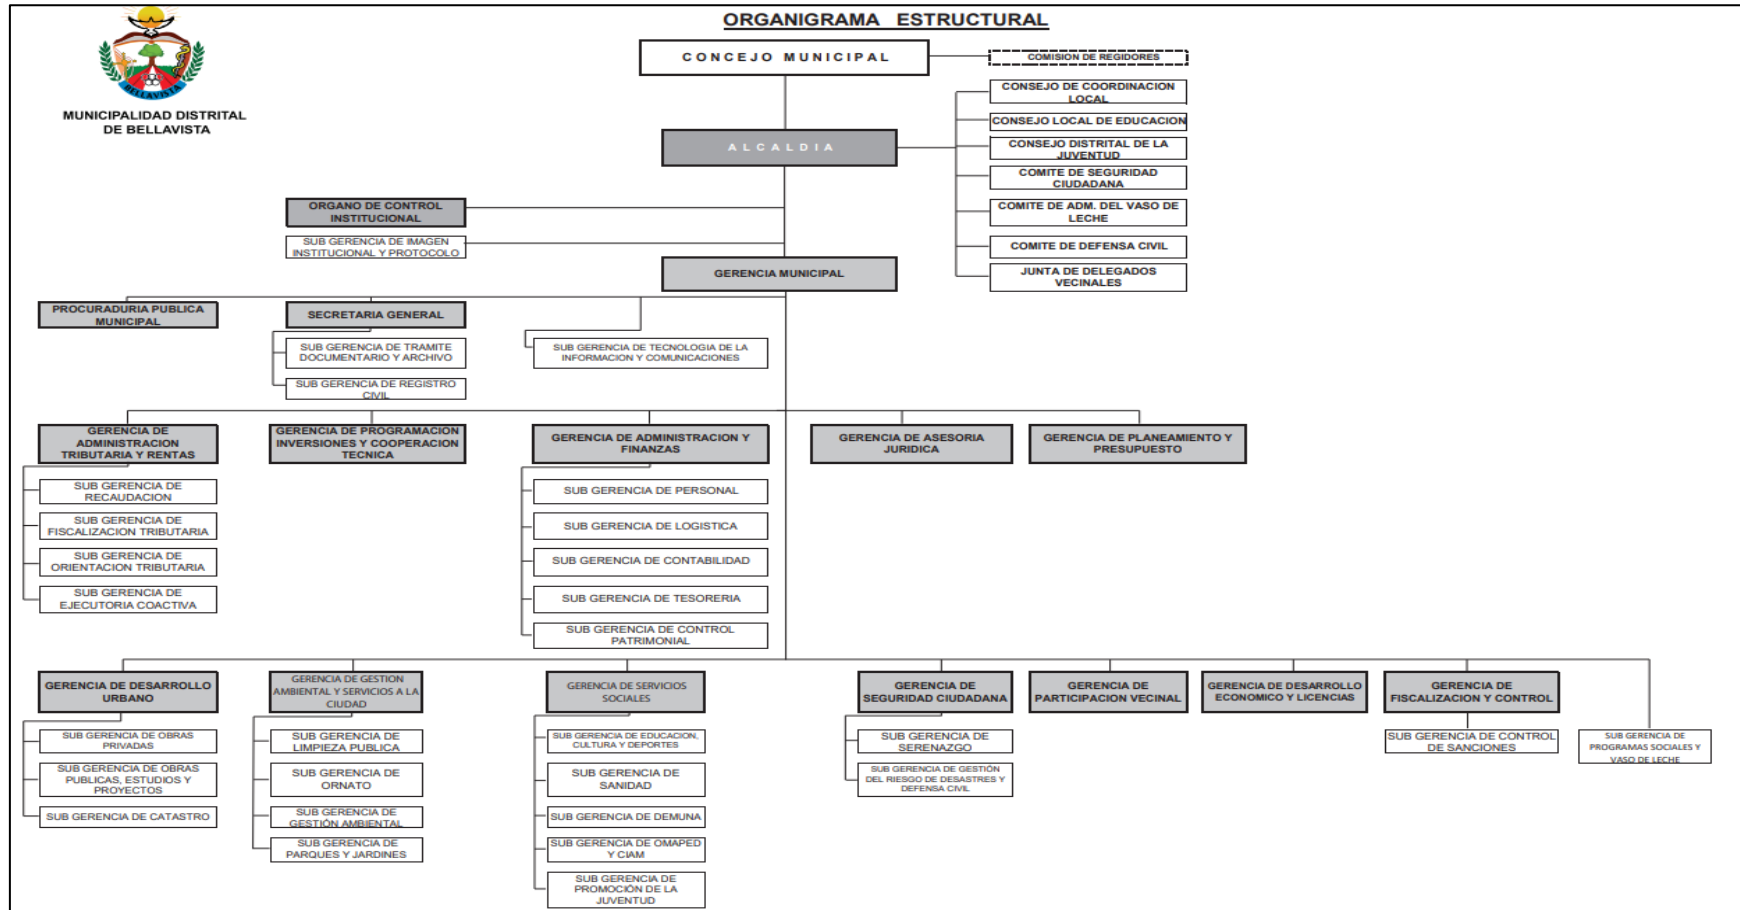 ORGANIGRAMA ESTRUCTURAL
BELLAVISTA
MUNICIPALIDAD DISTRITAL
DE BELLAVISTA
CONCEJO MUNICIPAL
COMISION DE REGIDORES
CONSEJO DE COORDINACION
LOCAL
CONSEJO LOCAL DE EDUCACION
CONSEJO DISTRITAL DE LA
JUVENTUD
COMITE DE SEGURIDAD
CIUDADANA
COMITE DE ADM. DEL VASO DE
LECHE
COMITE DE DEFENSA CIVIL
JUNTA DE DELEGADOS
VECINALES
ALCALDIA
ORGANO DE CONTROL
INSTITUCIONAL
SUB GERENCIA DE IMAGEN
INSTITUCIONAL Y PROTOCOLO
GERENCIA MUNICIPAL
PROCURADURIA PUBLICA
MUNICIPAL
SECRETARIA GENERAL
SUB GERENCIA DE TRAMITE
DOCUMENTARIO Y ARCHIVO
SUB GERENCIA DE REGISTRO
CIVIL
SUB GERENCIA DE TECNOLOGIA DE LA
INFORMACION Y COMUNICACIONES
GERENCIA DE
ADMINISTRACION
TRIBUTARIA Y RENTAS
SUB GERENCIA DE
RECAUDACION
SUB GERENCIA DE
FISCALIZACION TRIBUTARIA
SUB GERENCIA DE
ORIENTACION TRIBUTARIA
SUB GERENCIA DE
EJECUTORIA COACTIVA
GERENCIA DE PROGRAMACION
INVERSIONES Y COOPERACION
TECNICA
GERENCIA DE ADMINISTRACION Y
FINANZAS
SUB GERENCIA DE PERSONAL
SUB GERENCIA DE LOGISTICA
SUB GERENCIA DE CONTABILIDAD
SUB GERENCIA DE TESORERIA
SUB GERENCIA DE CONTROL
PATRIMONIAL
GERENCIA DE ASESORIA
JURIDICA
GERENCIA DE PLANEAMIENTO Y
PRESUPUESTO
GERENCIA DE DESARROLLO
URBANO
SUB GERENCIA DE OBRAS
PRIVADAS
SUB GERENCIA DE OBRAS
PUBLICAS, ESTUDIOS Y
PROYECTOS
SUB GERENCIA DE CATASTRO
GERENCIA DE GESTION
AMBIENTAL Y SERVICIOS A LA
CIUDAD
SUB GERENCIA DE
LIMPIEZA PUBLICA
SUB GERENCIA DE
ORNATO
SUB GERENCIA DE
GESTIÓN AMBIENTAL
SUB GERENCIA DE
PARQUES Y JARDINES
GERENCIA DE SERVICIOS
SOCIALES
SUB GERENCIA DE EDUCACION,
CULTURA Y DEPORTES
SUB GERENCIA DE
SANIDAD
SUB GERENCIA DE DEMUNA
SUB GERENCIA DE OMAPED
Y CIAM
SUB GERENCIA DE
PROMOCIÓN DE LA
JUVENTUD
GERENCIA DE
SEGURIDAD CIUDADANA
SUB GERENCIA DE
SERENAZGO
SUB GERENCIA DE GESTIÓN
DEL RIESGO DE DESASTRES Y
DEFENSA CIVIL
GERENCIA DE
PARTICIPACION VECINAL
GERENCIA DE DESARROLLO
ECONOMICO Y LICENCIAS
GERENCIA DE
FISCALIZACION Y CONTROL
SUB GERENCIA DE CONTROL
DE SANCIONES
SUB GERENCIA DE
PROGRAMAS SOCIALES Y
VASO DE LECHE